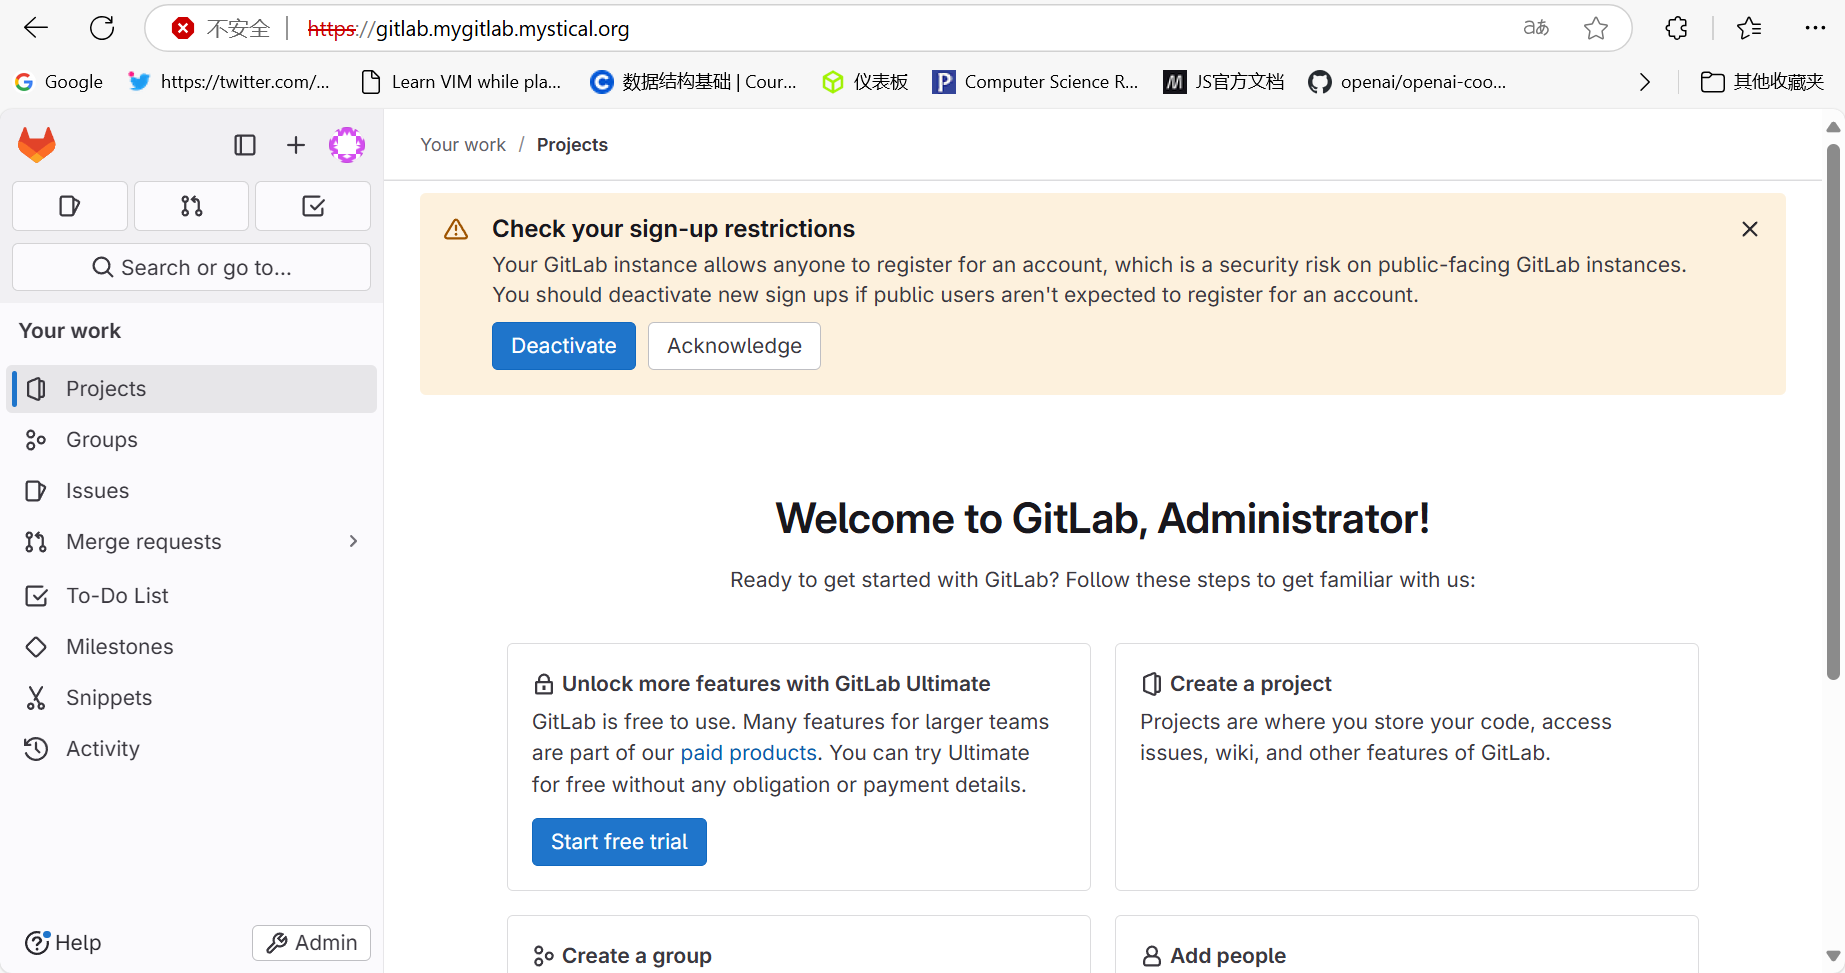 不安全 https://gitlab.mygitlab.mystical.org aあ
Google https://twitter.com/... Learn VIM while pla... 数据结构基础 | Cour... 仪表板 Computer Science R... JS官方文档 openai/openai-coo... 其他收藏夹
Your work / Projects
Search or go to...
Your work
Projects
Groups
Issues
Merge requests
To-Do List
Milestones
Snippets
Activity
Help
Admin
Check your sign-up restrictions
Your GitLab instance allows anyone to register for an account, which is a security risk on public-facing GitLab instances.
You should deactivate new sign ups if public users aren't expected to register for an account.
Deactivate Acknowledge
Welcome to GitLab, Administrator!
Ready to get started with GitLab? Follow these steps to get familiar with us:
Unlock more features with GitLab Ultimate
GitLab is free to use. Many features for larger teams
are part of our paid products. You can try Ultimate
for free without any obligation or payment details.
Start free trial
Create a project
Projects are where you store your code, access
issues, wiki, and other features of GitLab.
Create a group
Add people